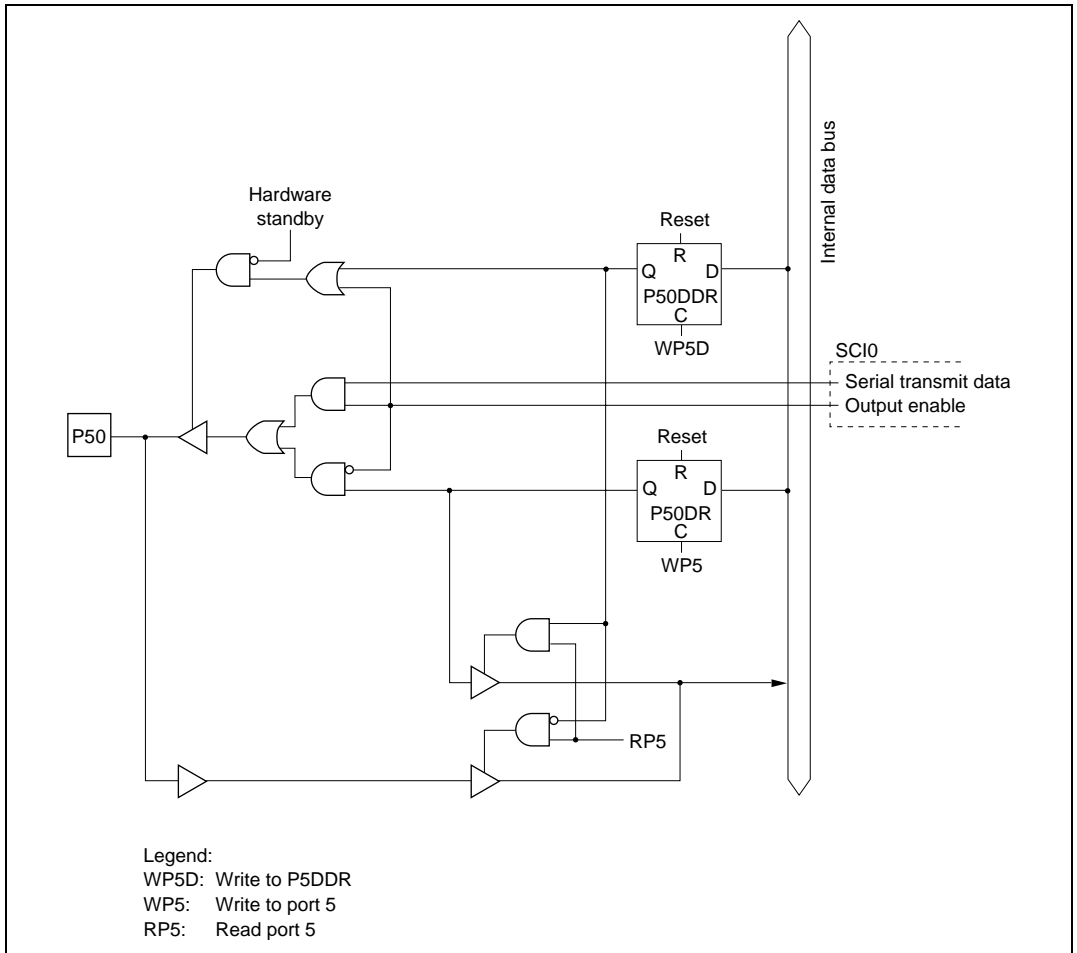 Hardware
standby
Reset
R
Q
D
P50DDR
C
WP5D
Internal data bus
SCI0
Serial transmit data
Output enable
P50
Reset
R
Q
D
P50DR
C
WP5
RP5
Legend:
WP5D: Write to P5DDR
WP5: Write to port 5
RP5: Read port 5